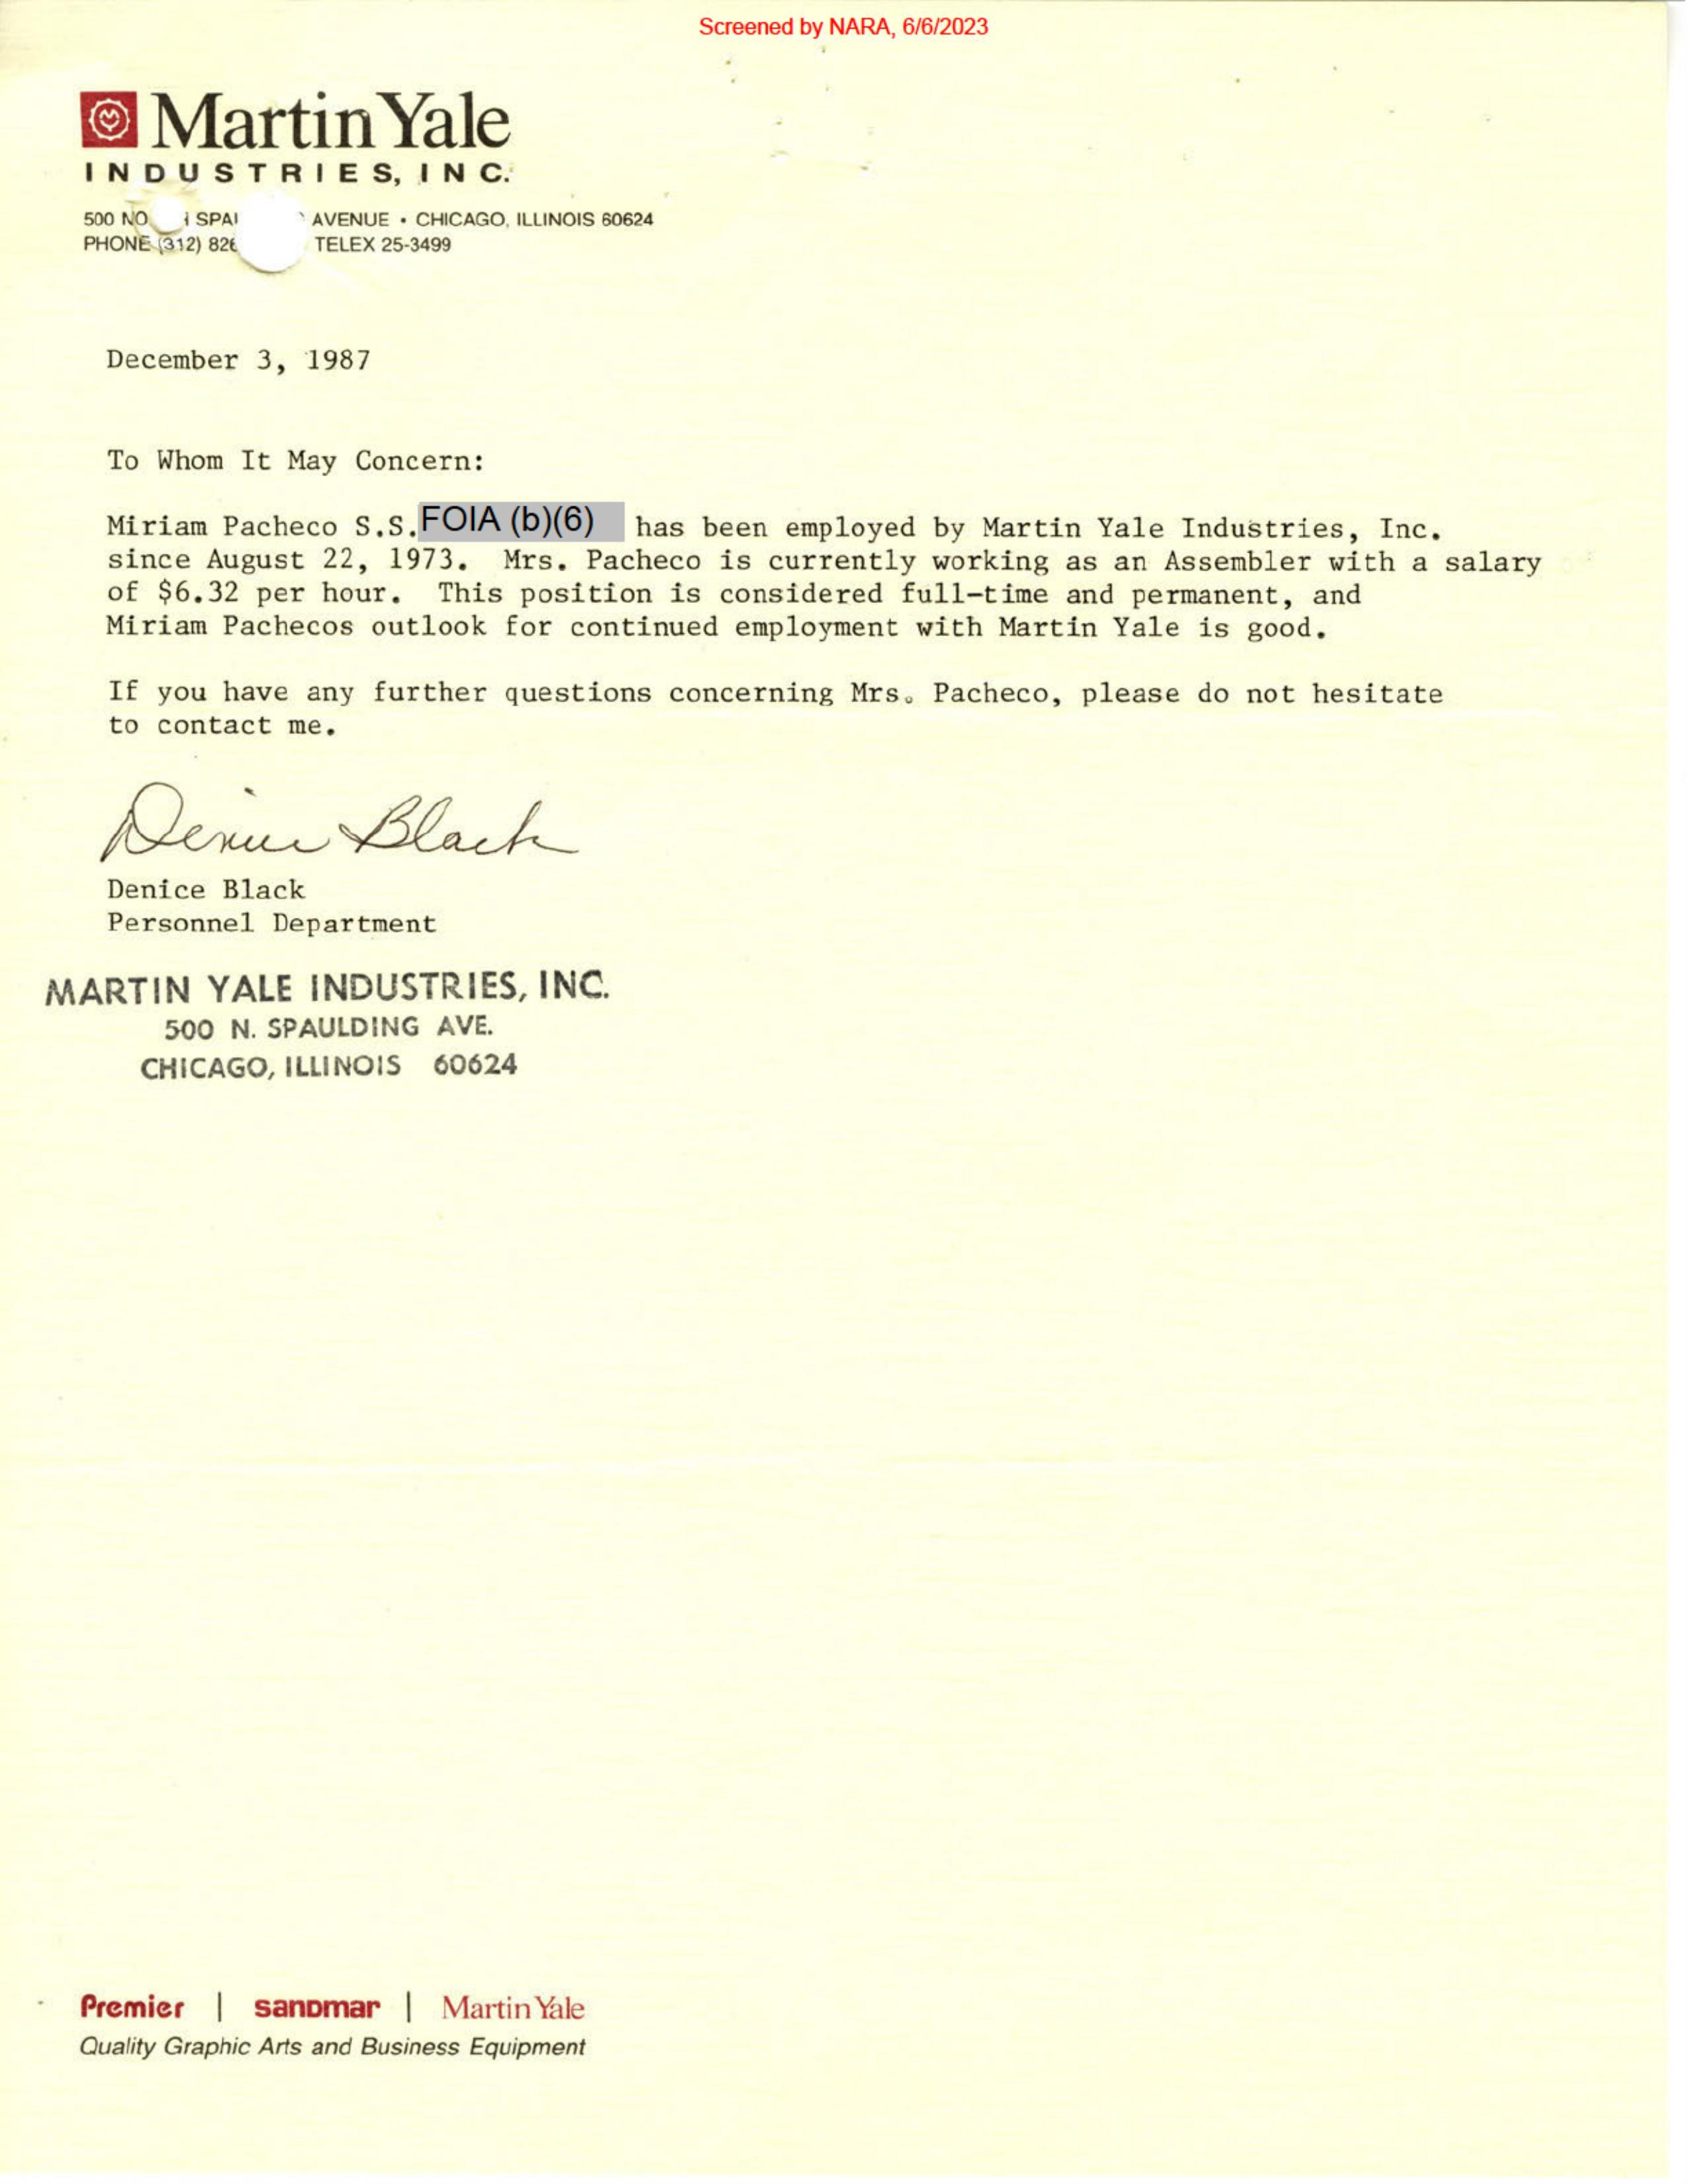 Screened by NARA, 6/6/2023
Martin Yale
INDUSTRIES, INC.
500 NO SPA AVENUE • CHICAGO, ILLINOIS 60624
PHONE (312) 826 TELEX 25-3499
December 3, 1987
To Whom It May Concern:
Miriam Pacheco S.S. FOIA (b)(6) has been employed by Martin Yale Industries, Inc.
since August 22, 1973. Mrs. Pacheco is currently working as an Assembler with a salary
of $6.32 per hour. This position is considered full-time and permanent, and
Miriam Pachecos outlook for continued employment with Martin Yale is good.
If you have any further questions concerning Mrs. Pacheco, please do not hesitate
to contact me.
Denice Black
Denice Black
Personnel Department
MARTIN YALE INDUSTRIES, INC.
500 N. SPAULDING AVE.
CHICAGO, ILLINOIS 60624
Premier | sanDmar | Martin Yale
Quality Graphic Arts and Business Equipment